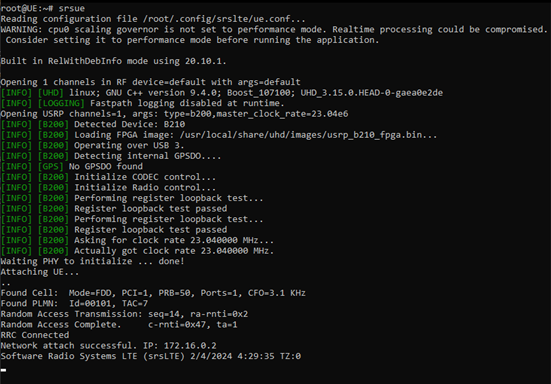 root@UE:~# srsue
Reading configuration file /root/.config/srslte/ue.conf...
WARNING: cpu0 scaling governor is not set to performance mode. Realtime processing could be compromised.
Consider setting it to performance mode before running the application.
Built in RelWithDebInfo mode using 20.10.1.
Opening 1 channels in RF device=default with args=default
[INFO] [UHD] linux; GNU C++ version 9.4.0; Boost_107100; UHD_3.15.0.HEAD-0-gaea0e2de
[INFO] [LOGGING] Fastpath logging disabled at runtime.
Opening USRP channels=1, args: type=b200,master_clock_rate=23.04e6
[INFO] [B200] Detected Device: B210
[INFO] [B200] Loading FPGA image: /usr/local/share/uhd/images/usrp_b210_fpga.bin...
[INFO] [B200] Operating over USB 3.
[INFO] [B200] Detecting internal GPSDO....
[INFO] [GPS] No GPSDO found
[INFO] [B200] Initialize CODEC control...
[INFO] [B200] Initialize Radio control...
[INFO] [B200] Performing register loopback test...
[INFO] [B200] Register loopback test passed
[INFO] [B200] Performing register loopback test...
[INFO] [B200] Register loopback test passed
[INFO] [B200] Asking for clock rate 23.040000 MHz...
[INFO] [B200] Actually got clock rate 23.040000 MHz.
Waiting PHY to initialize ... done!
Attaching UE...
..
Found Cell:  Mode=FDD, PCI=1, PRB=50, Ports=1, CFO=3.1 KHz
Found PLMN:  Id=00101, TAC=7
Random Access Transmission: seq=14, ra-rnti=0x2
Random Access Complete.     c-rnti=0x47, ta=1
RRC Connected
Network attach successful. IP: 172.16.0.2
Software Radio Systems LTE (srsLTE) 2/4/2024 4:29:35 TZ:0